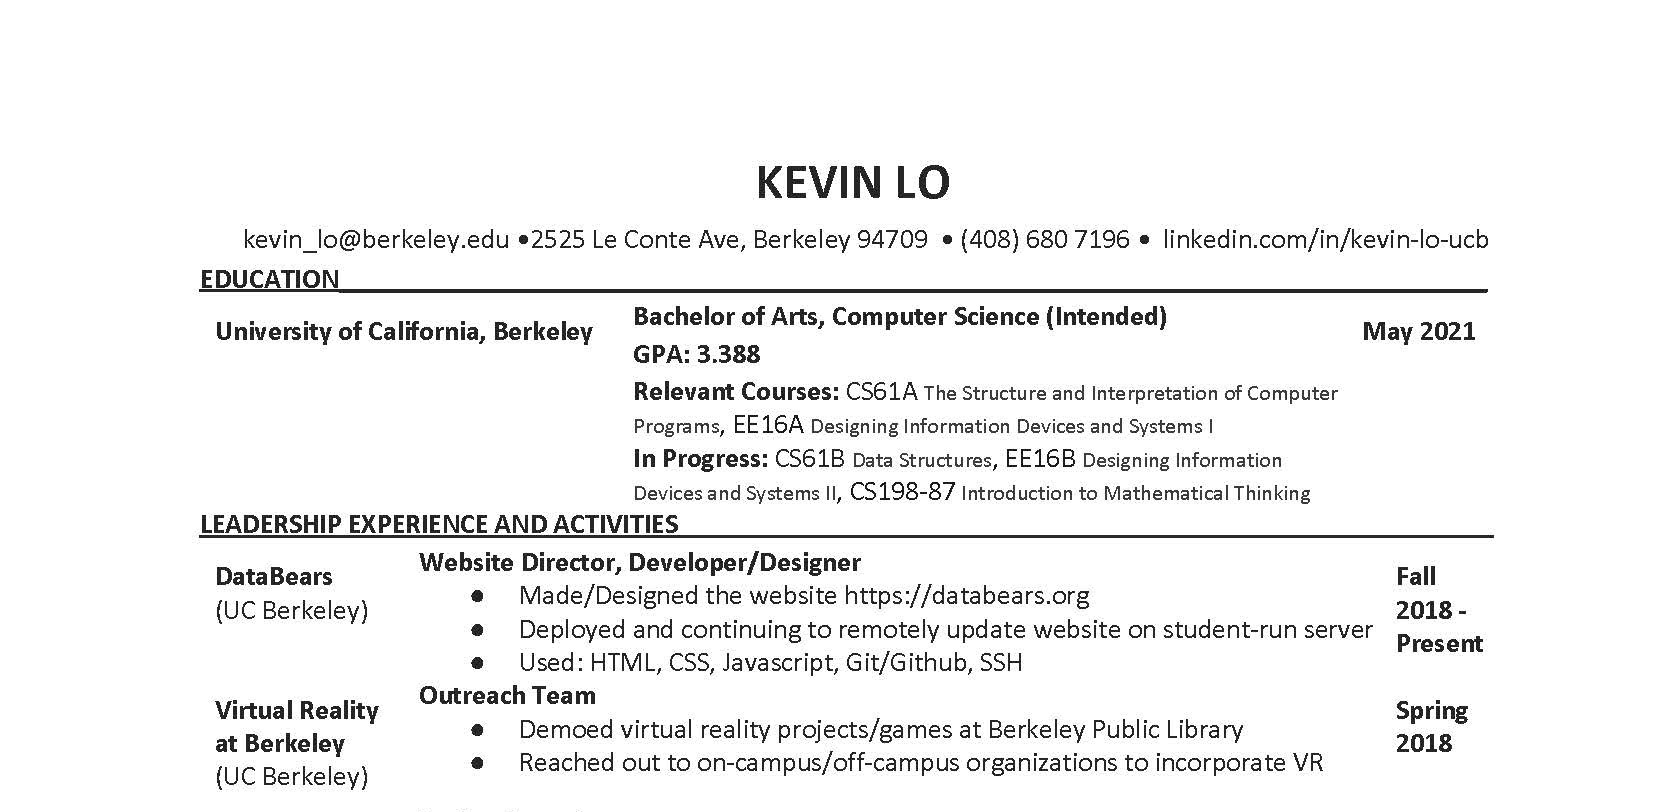 KEVIN LO
kevin_lo@berkeley.edu •2525 Le Conte Ave, Berkeley 94709 • (408) 680 7196 • linkedin.com/in/kevin-lo-ucb
EDUCATION
University of California, Berkeley
Bachelor of Arts, Computer Science (Intended)
May 2021
GPA: 3.388
Relevant Courses: CS61A The Structure and Interpretation of Computer
Programs, EE16A Designing Information Devices and Systems I
In Progress: CS61B Data Structures, EE16B Designing Information
Devices and Systems II, CS198-87 Introduction to Mathematical Thinking
LEADERSHIP EXPERIENCE AND ACTIVITIES
DataBears
(UC Berkeley)
Website Director, Developer/Designer
● Made/Designed the website https://databears.org
● Deployed and continuing to remotely update website on student-run server
● Used: HTML, CSS, Javascript, Git/Github, SSH
Fall
2018 -
Present
Virtual Reality
at Berkeley
(UC Berkeley)
Outreach Team
● Demoed virtual reality projects/games at Berkeley Public Library
● Reached out to on-campus/off-campus organizations to incorporate VR
Spring
2018